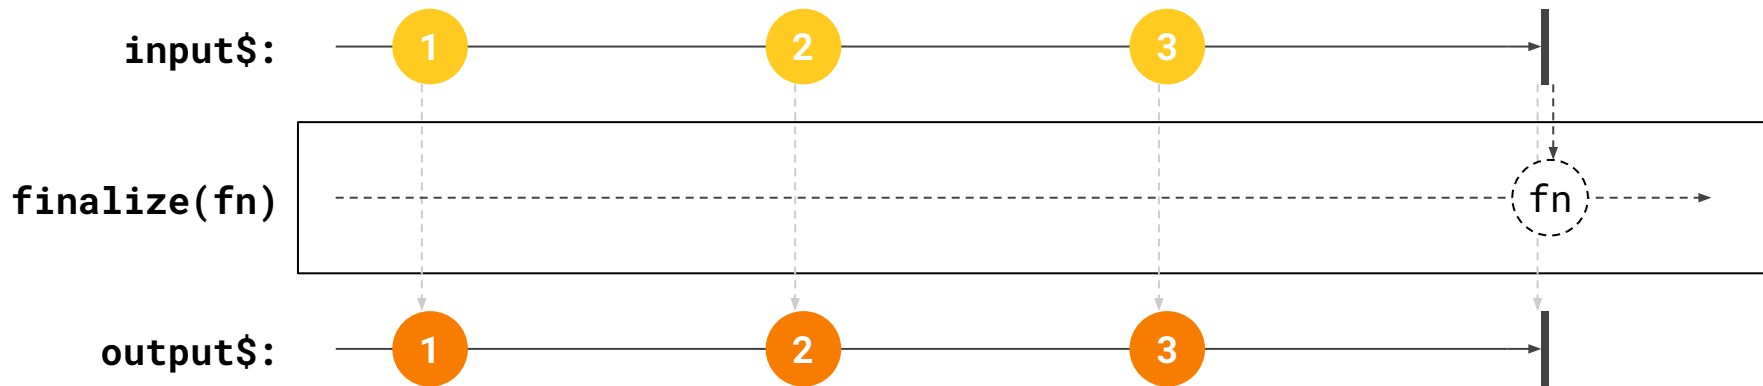 input$: 1 2 3
finalize(fn) fn
output$: 1 2 3